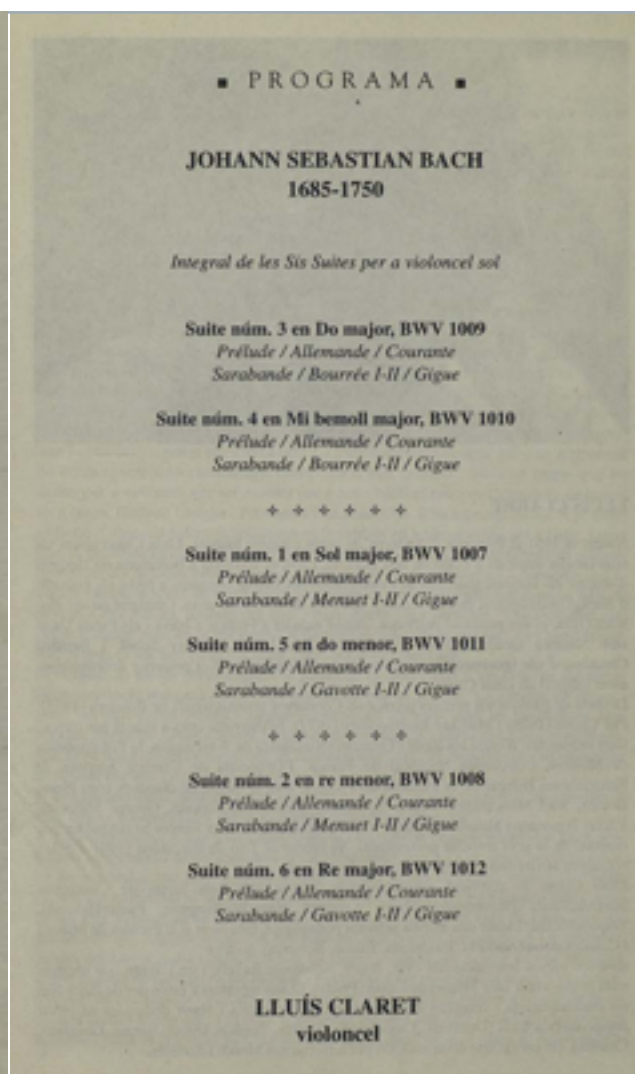 ▪ PROGRAMA ▪
JOHANN SEBASTIAN BACH
1685-1750
Integral de les Sis Suites per a violoncel sol
Suite núm. 3 en Do major, BWV 1009
Prélude / Allemande / Courante
Sarabande / Bourrée I-II / Gigue
Suite núm. 4 en Mi bemoll major, BWV 1010
Prélude / Allemande / Courante
Sarabande / Bourrée I-II / Gigue
Suite núm. 1 en Sol major, BWV 1007
Prélude / Allemande / Courante
Sarabande / Menuet I-II / Gigue
Suite núm. 5 en do menor, BWV 1011
Prélude / Allemande / Courante
Sarabande / Gavotte I-II / Gigue
Suite núm. 2 en re menor, BWV 1008
Prélude / Allemande / Courante
Sarabande / Menuet I-II / Gigue
Suite núm. 6 en Re major, BWV 1012
Prélude / Allemande / Courante
Sarabande / Gavotte I-II / Gigue
LLUÍS CLARET
violoncel